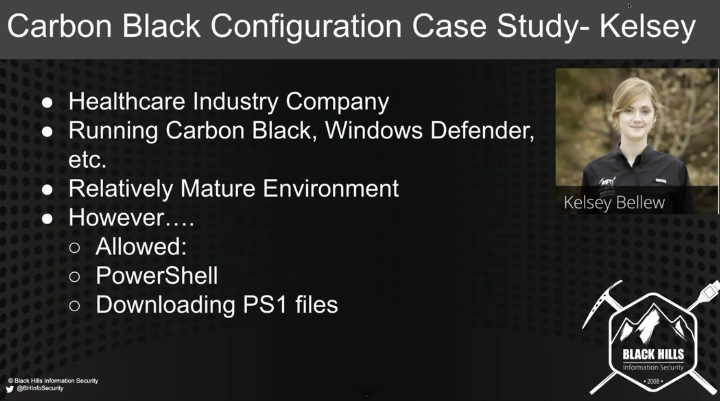 Carbon Black Configuration Case Study- Kelsey
● Healthcare Industry Company
● Running Carbon Black, Windows Defender,
etc.
● Relatively Mature Environment
● However….
○ Allowed:
○ PowerShell
○ Downloading PS1 files
Kelsey Bellew
BLACK HILLS
Information Security
• 2008 •
© Black Hills Information Security
@BHInfoSecurity